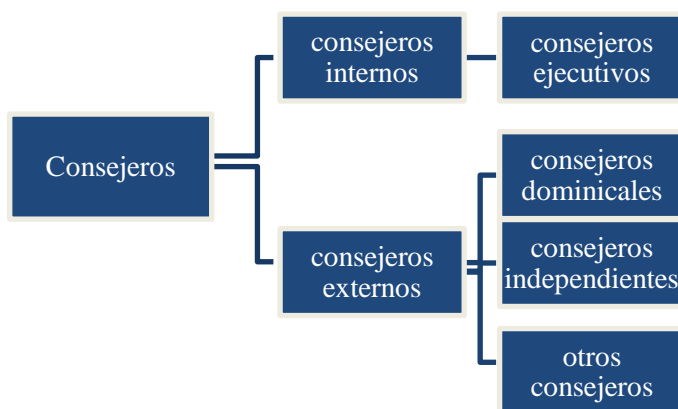 Consejeros
consejeros
internos
consejeros
ejecutivos
consejeros
externos
consejeros
dominicales
consejeros
independientes
otros
consejeros